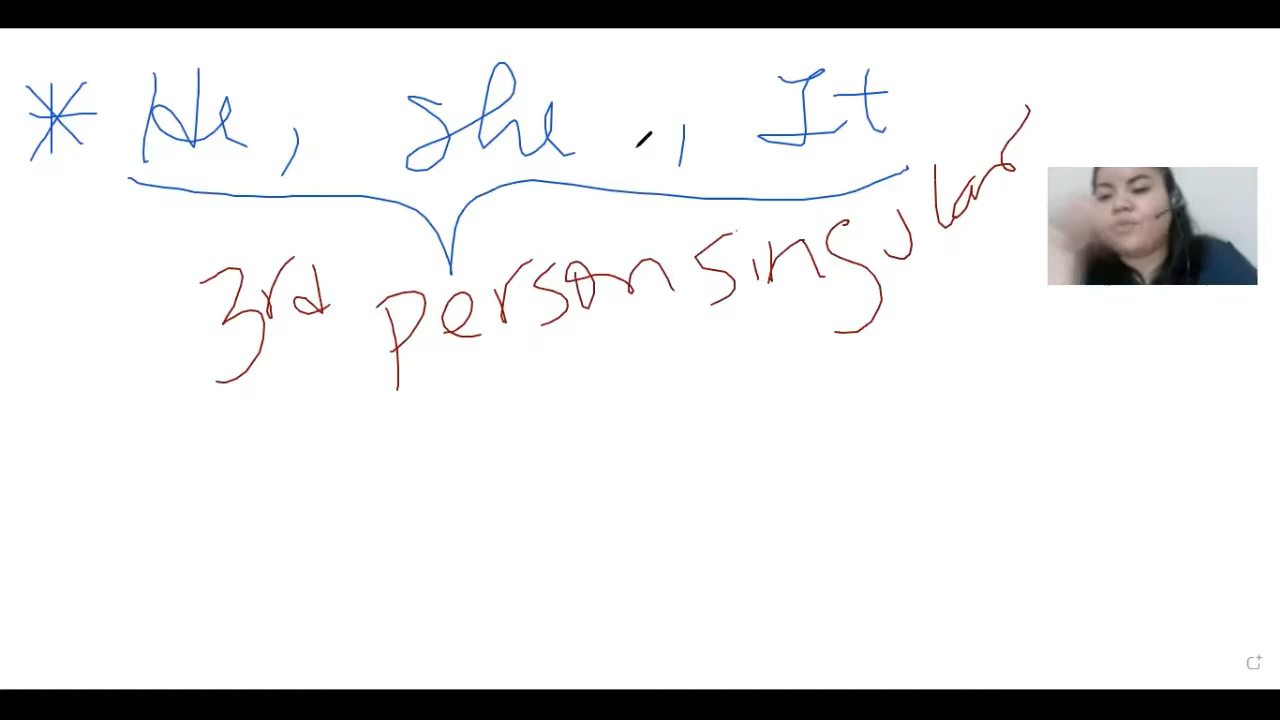 * He, She , It
3rd person singular